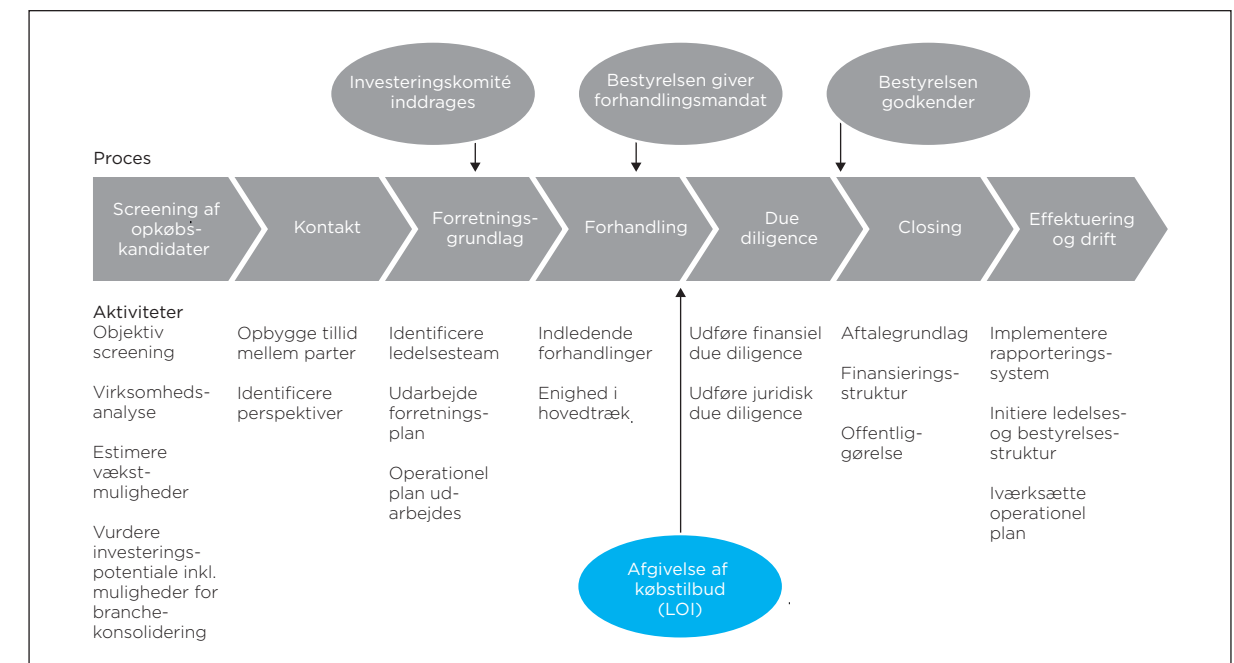 Investeringskomité
inddrages
Bestyrelsen giver
forhandlingsmandat
Bestyrelsen
godkender
Proces
Screening af
opkøbs-
kandidater
Kontakt
Forretnings-
grundlag
Forhandling
Due
diligence
Closing
Effektuering
og drift
Aktiviteter
Objektiv
screening
Virksomheds-
analyse
Estimere
vækst-
muligheder
Vurdere
investerings-
potentiale inkl.
muligheder for
branche-
konsolidering
Opbygge tillid
mellem parter
Identificere
perspektiver
Identificere
ledelsesteam
Udarbejde
forretnings-
plan
Operationel
plan ud-
arbejdes
Indledende
forhandlinger
Enighed i
hovedtræk
Udføre finansiel
due diligence
Udføre juridisk
due diligence
Aftalegrundlag
Finansierings-
struktur
Offentlig-
gørelse
Implementere
rapporterings-
system
Initiere ledelses-
og bestyrelses-
struktur
Iværksætte
operationel
plan
Afgivelse af
købstilbud
(LOI)